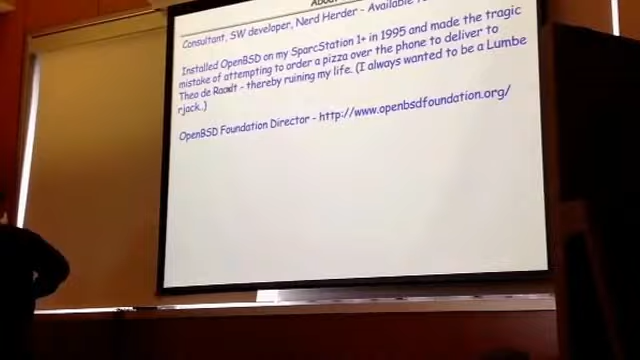 About
Consultant, SW developer, Nerd Herder - Available
Installed OpenBSD on my SparcStation 1+ in 1995 and made the tragic
mistake of attempting to order a pizza over the phone to deliver to
Theo de Raadt - thereby ruining my life. (I always wanted to be a Lumbe
rjack.)
OpenBSD Foundation Director - http://www.openbsdfoundation.org/